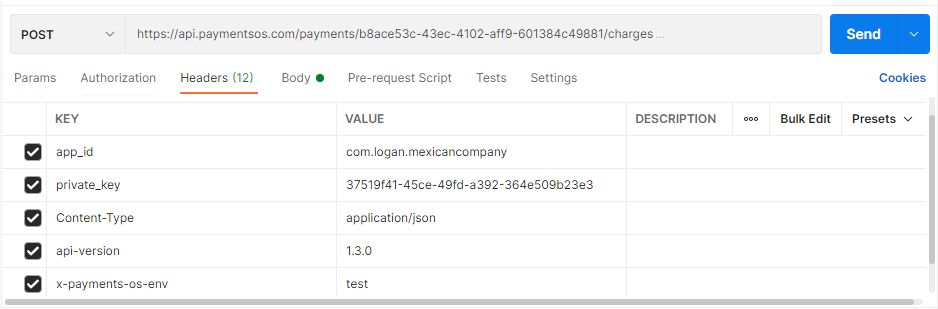 POST https://api.paymentsos.com/payments/b8ace53c-43ec-4102-aff9-601384c49881/charges ... Send
Params Authorization Headers (12) Body Pre-request Script Tests Settings Cookies
KEY VALUE DESCRIPTION ooo Bulk Edit Presets
app_id com.logan.mexicancompany
private_key 37519f41-45ce-49fd-a392-364e509b23e3
Content-Type application/json
api-version 1.3.0
x-payments-os-env test